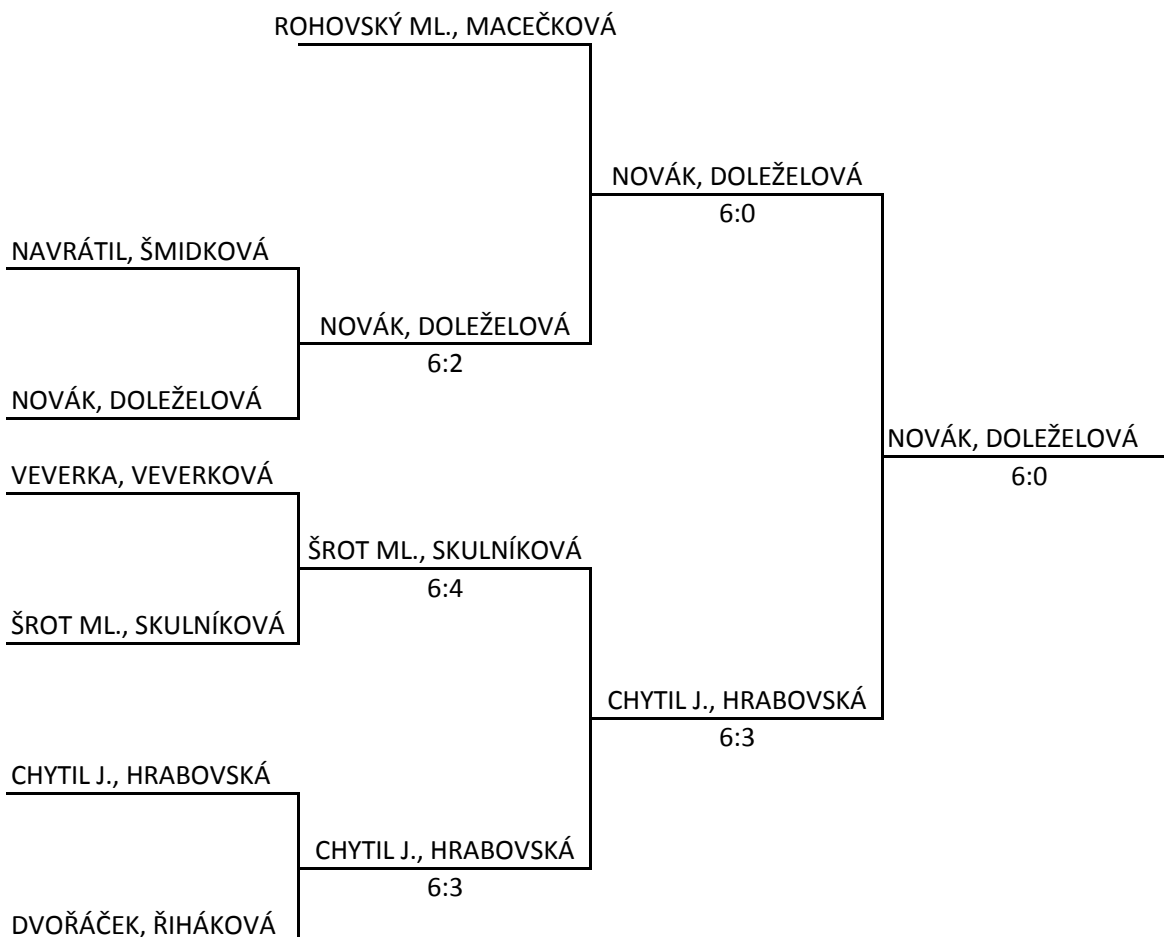 ROHOVSKÝ ML., MACEČKOVÁ
NOVÁK, DOLEŽELOVÁ
6:0
NAVRÁTIL, ŠMIDKOVÁ
NOVÁK, DOLEŽELOVÁ
6:2
NOVÁK, DOLEŽELOVÁ
NOVÁK, DOLEŽELOVÁ
6:0
VEVERKA, VEVERKOVÁ
ŠROT ML., SKULNÍKOVÁ
6:4
ŠROT ML., SKULNÍKOVÁ
CHYTIL J., HRABOVSKÁ
6:3
CHYTIL J., HRABOVSKÁ
CHYTIL J., HRABOVSKÁ
6:3
DVOŘÁČEK, ŘIHÁKOVÁ